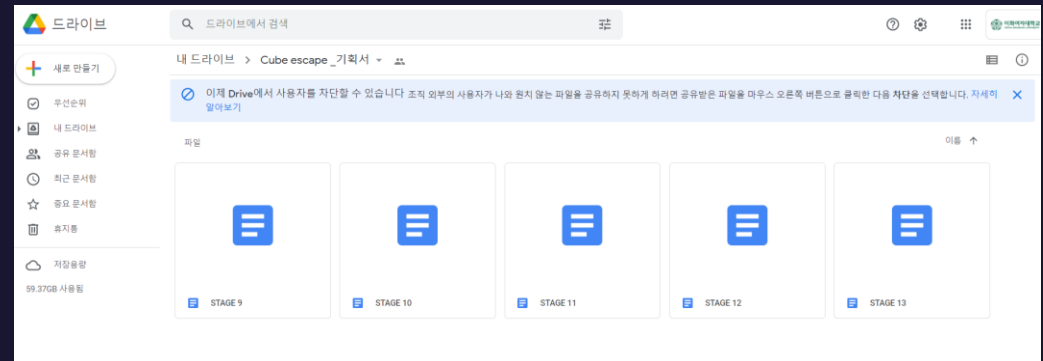 드라이브
드라이브에서 검색
이화여자대학교
새로 만들기
내 드라이브 > Cube escape _기획서
이제 Drive에서 사용자를 차단할 수 있습니다 조직 외부의 사용자가 나와 원치 않는 파일을 공유하지 못하게 하려면 공유받은 파일을 마우스 오른쪽 버튼으로 클릭한 다음 차단을 선택합니다. 자세히
알아보기
우선순위
내 드라이브
공유 문서함
최근 문서함
중요 문서함
휴지통
저장용량
59.37GB 사용됨
파일
이름
STAGE 9
STAGE 10
STAGE 11
STAGE 12
STAGE 13